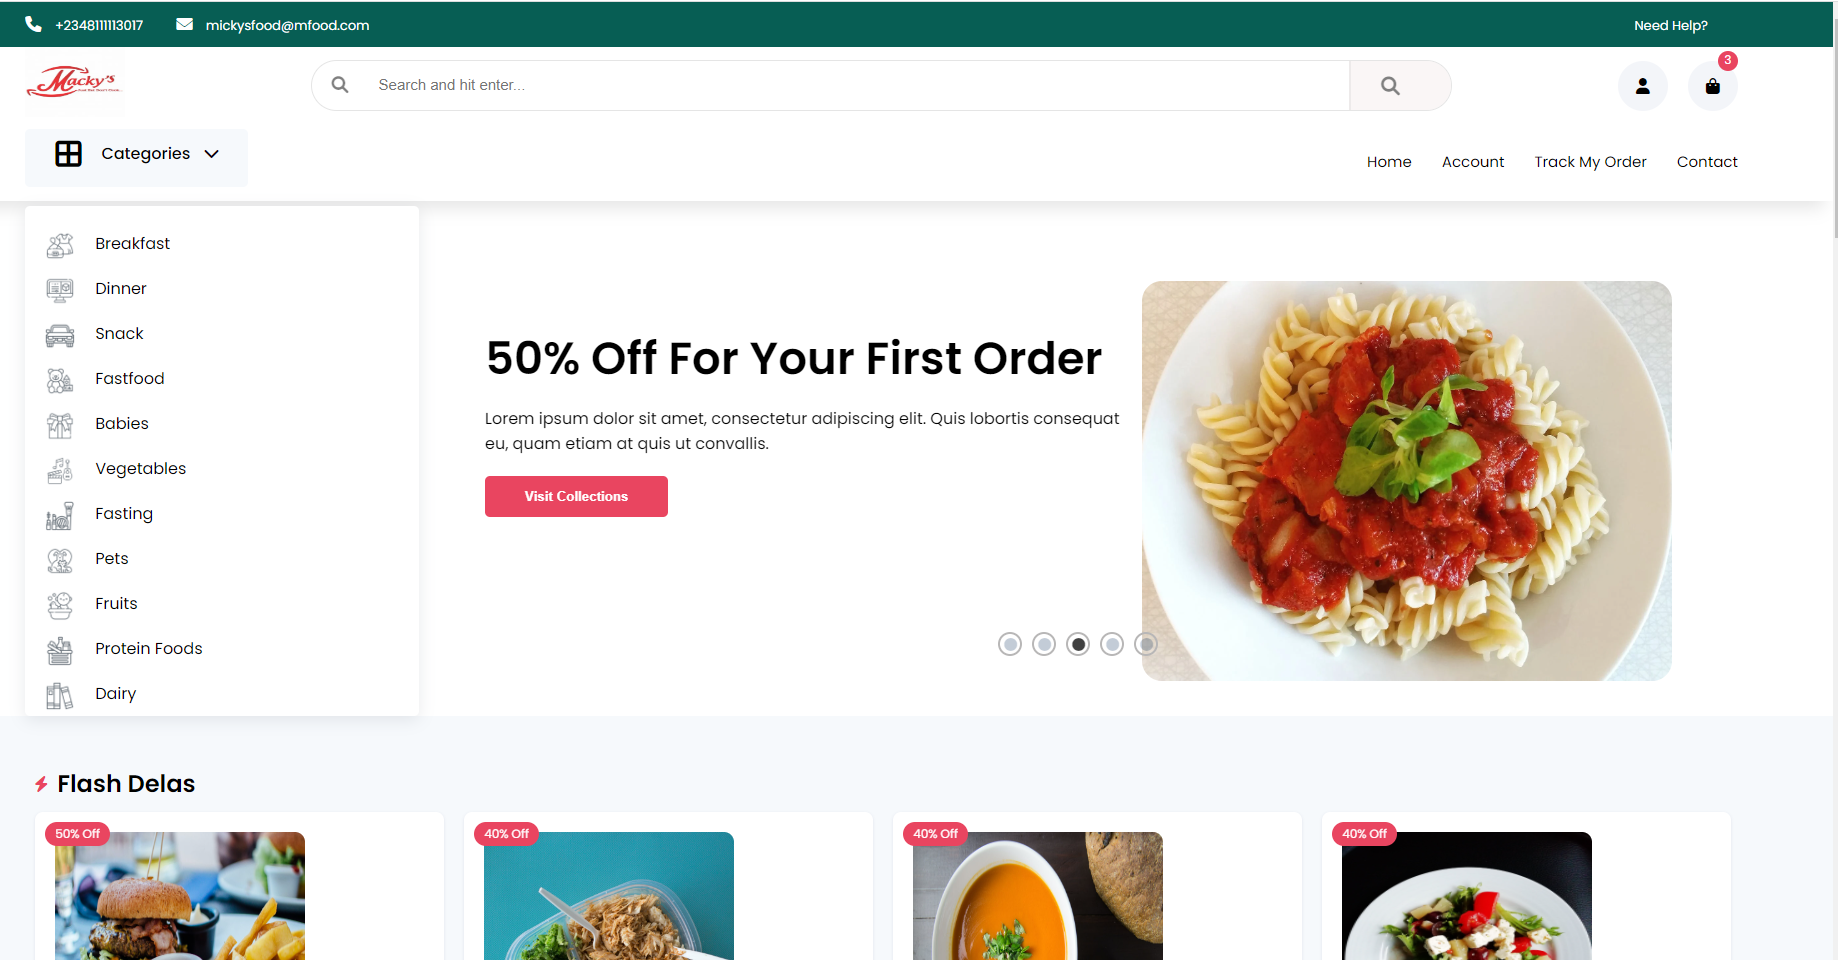 +2348111113017
mickysfood@mfood.com
Need Help?
Macky's
Search and hit enter...
3
Categories
Home
Account
Track My Order
Contact
Breakfast
Dinner
Snack
Fastfood
Babies
Vegetables
Fasting
Pets
Fruits
Protein Foods
Dairy
50% Off For Your First Order
Lorem ipsum dolor sit amet, consectetur adipiscing elit. Quis lobortis consequat
eu, quam etiam at quis ut convallis.
Visit Collections
Flash Delas
50% Off
40% Off
40% Off
40% Off